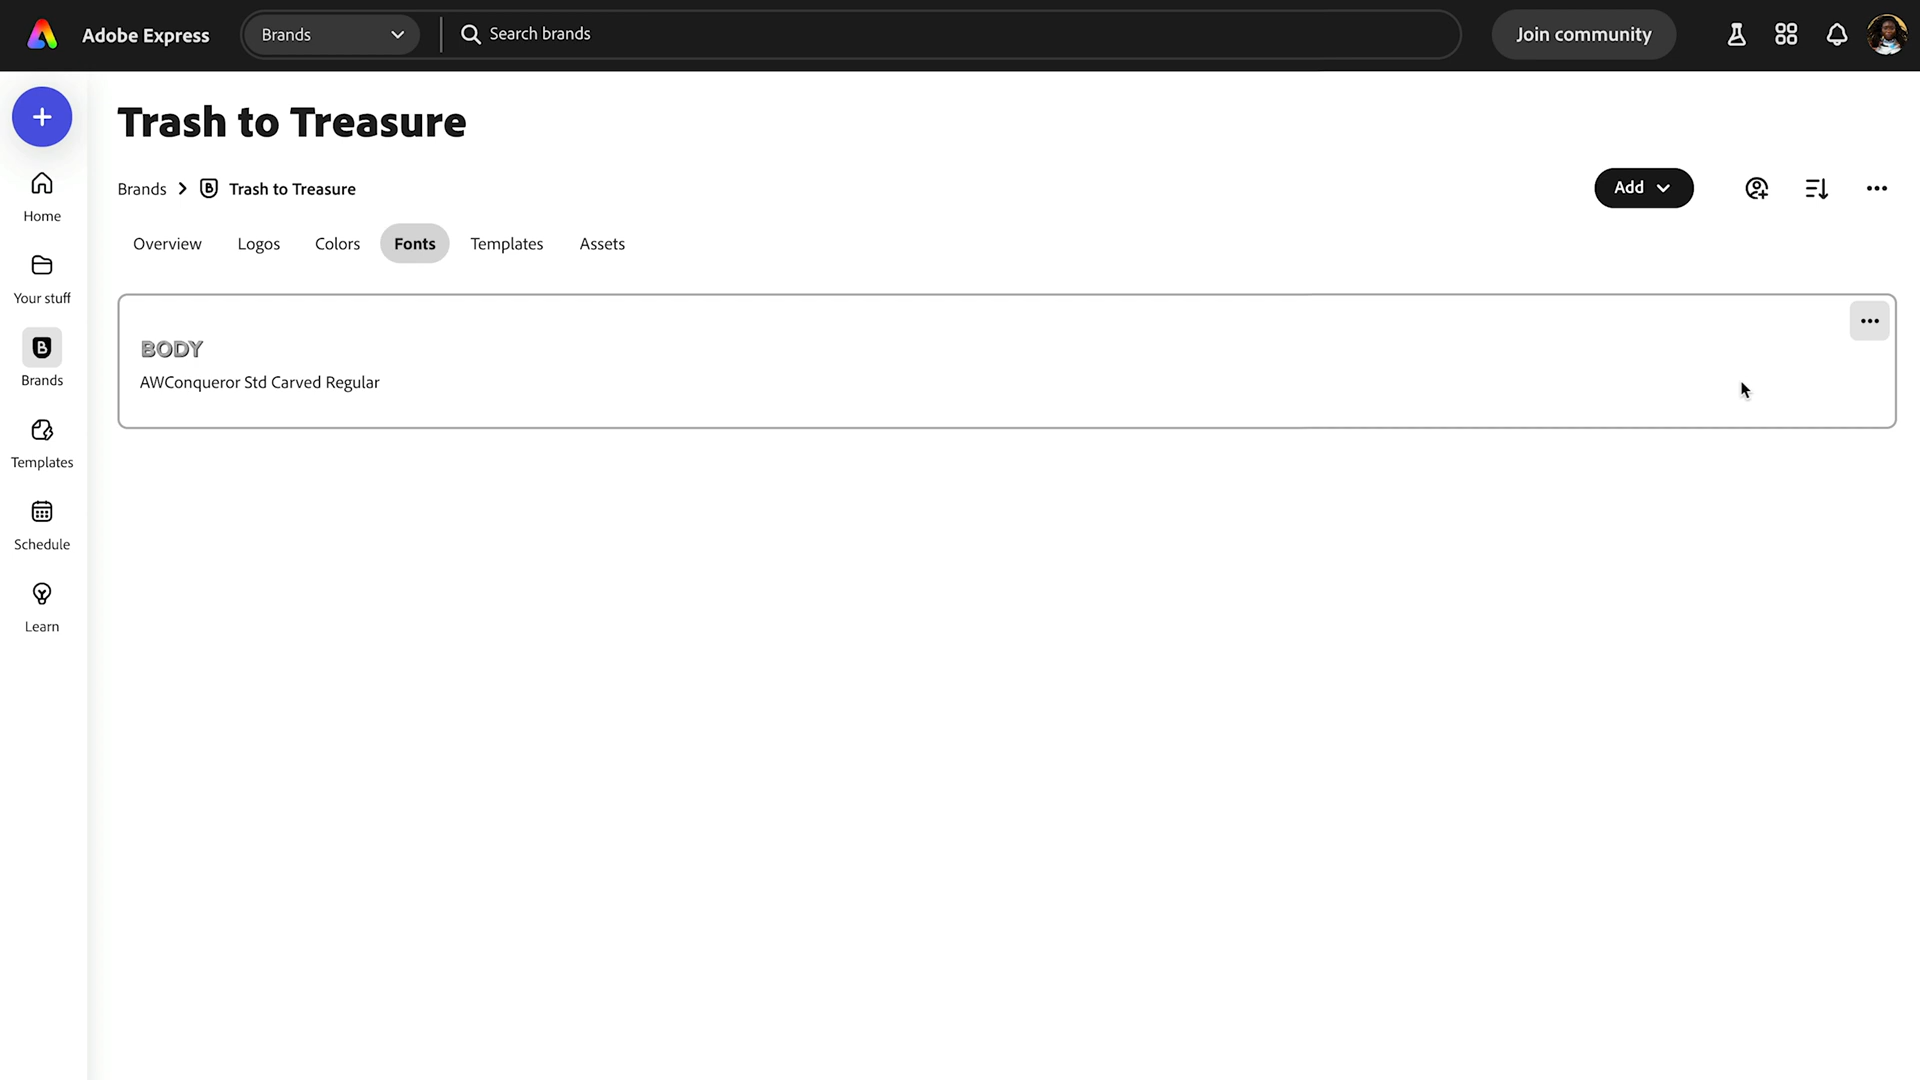 Adobe Express
Brands
Search brands
Join community
Trash to Treasure
Brands
Trash to Treasure
Add
Overview
Logos
Colors
Fonts
Templates
Assets
BODY
AWConqueror Std Carved Regular
Home
Your stuff
Brands
Templates
Schedule
Learn